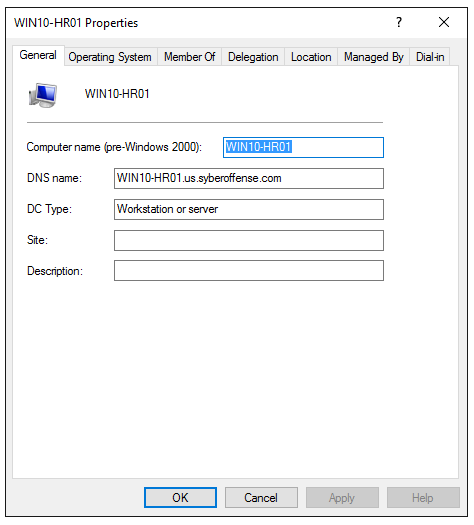 WIN10-HR01 Properties ?
General Operating System Member Of Delegation Location Managed By Dial-in
WIN10-HR01
Computer name (pre-Windows 2000): WIN10-HR01
DNS name: WIN10-HR01.us.syberoffense.com
DC Type: Workstation or server
Site:
Description:
OK Cancel Apply Help